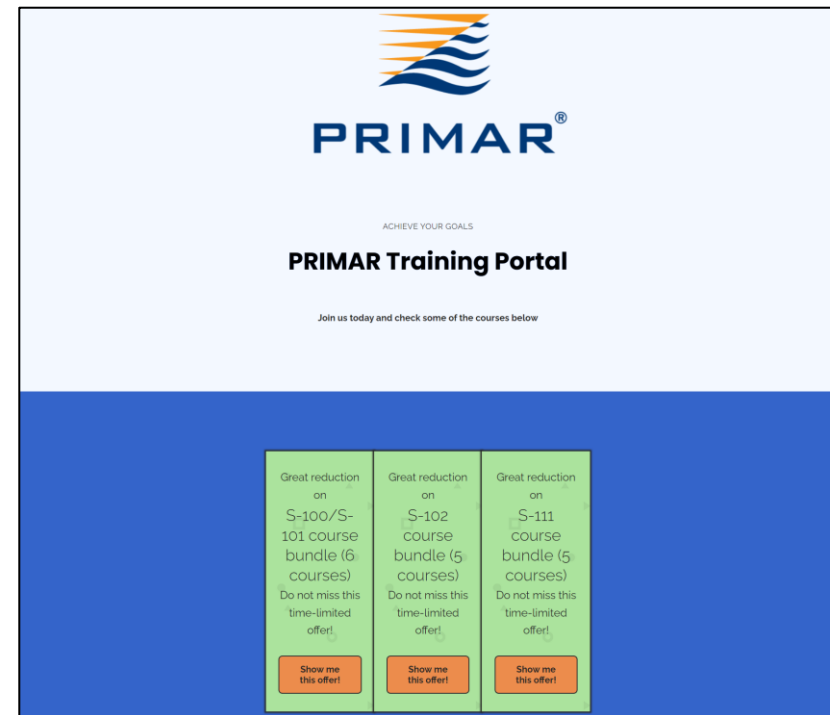 PRIMAR®
ACHIEVE YOUR GOALS
PRIMAR Training Portal
Join us today and check some of the courses below
Great reduction
on
S-100/S-
101 course
bundle (6
courses)
Do not miss this
time-limited
offer!
Show me
this offer!
Great reduction
on
S-102
course
bundle (5
courses)
Do not miss this
time-limited
offer!
Show me
this offer!
Great reduction
on
S-111
course
bundle (5
courses)
Do not miss this
time-limited
offer!
Show me
this offer!